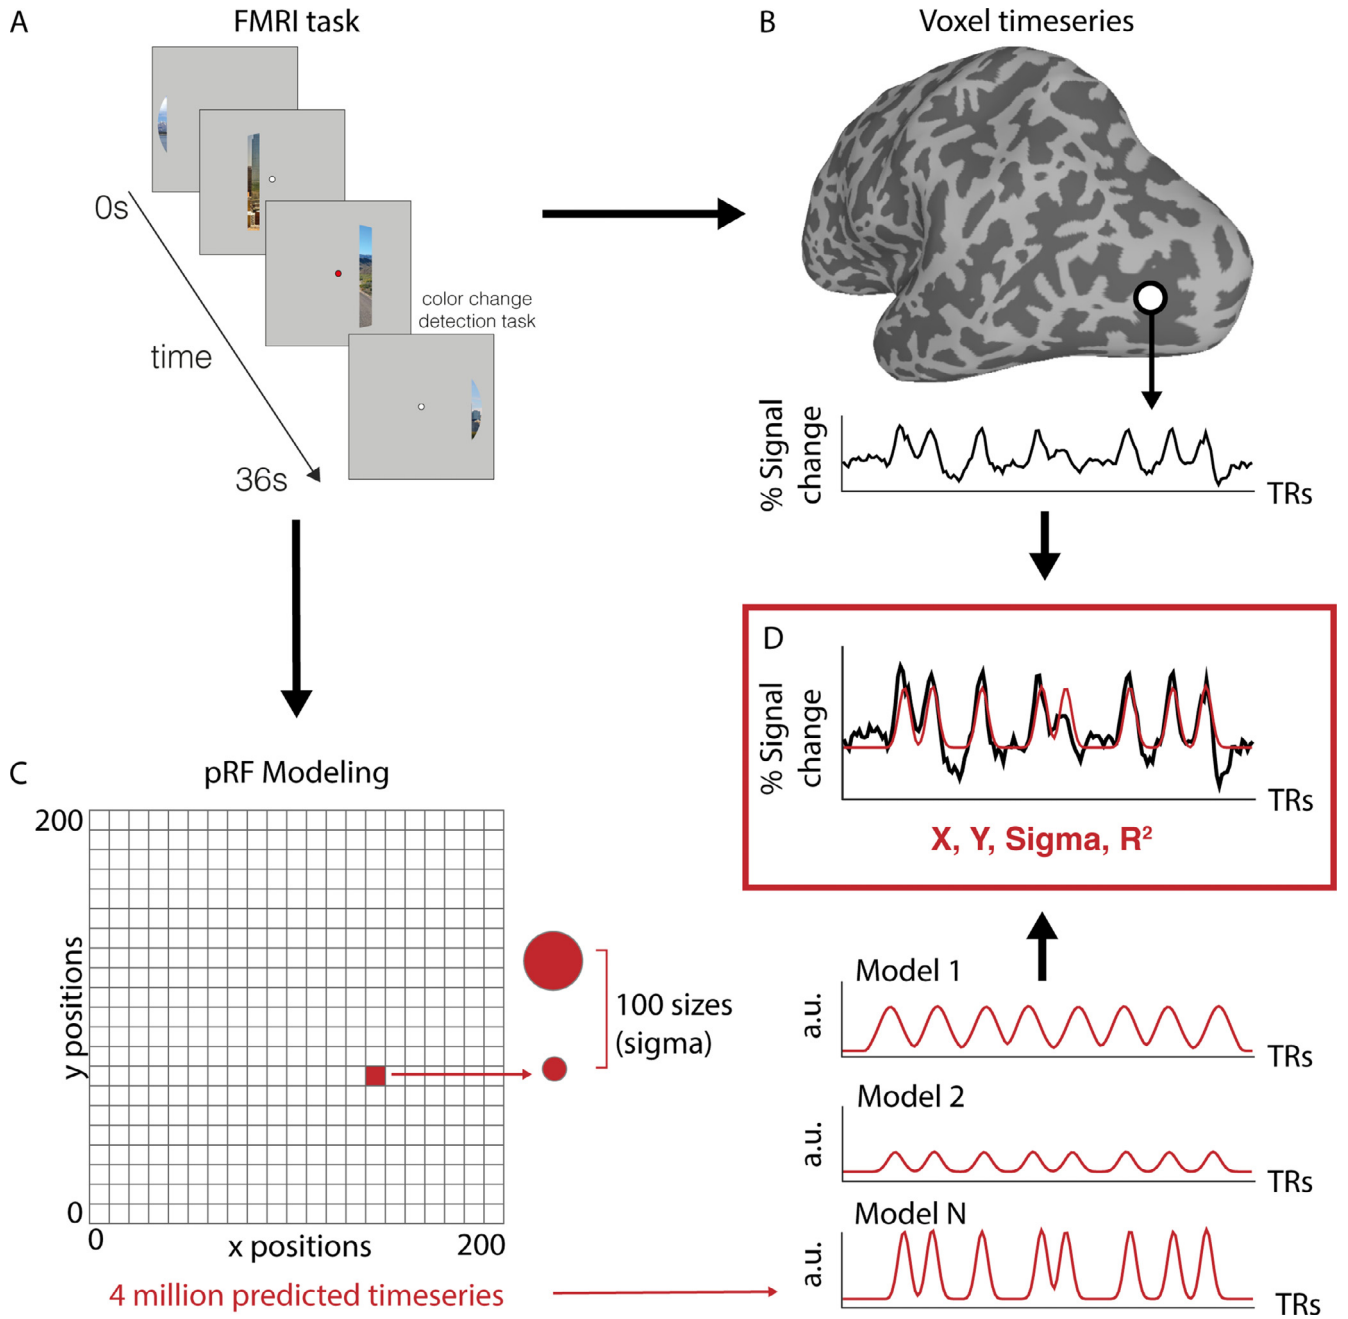 A
FMRI task
0s
time
36s
color change
detection task
B
Voxel timeseries
% Signal
change
TRs
C
pRF Modeling
200
y positions
0
0
x positions
200
100 sizes
(sigma)
4 million predicted timeseries
D
% Signal
change
TRs
X, Y, Sigma, R²
Model 1
a.u.
TRs
Model 2
a.u.
TRs
Model N
a.u.
TRs